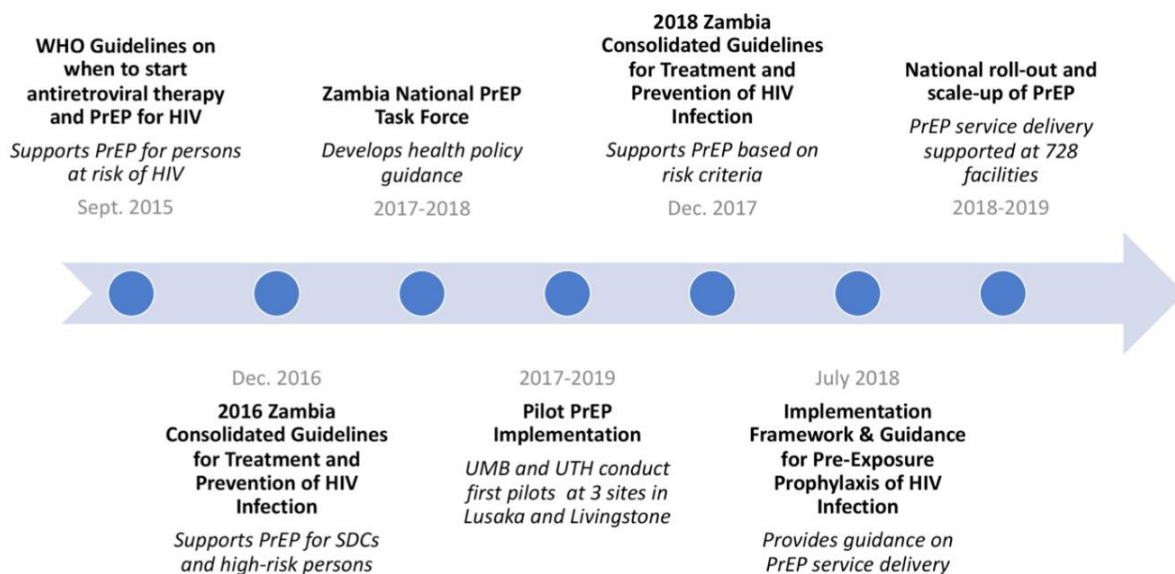 WHO Guidelines on
when to start
antiretroviral therapy
and PrEP for HIV
Supports PrEP for persons
at risk of HIV
Sept. 2015
Zambia National PrEP
Task Force
Develops health policy
guidance
2017-2018
2018 Zambia
Consolidated Guidelines
for Treatment and
Prevention of HIV
Infection
Supports PrEP based on
risk criteria
Dec. 2017
National roll-out and
scale-up of PrEP
PrEP service delivery
supported at 728
facilities
2018-2019
Dec. 2016
2016 Zambia
Consolidated Guidelines
for Treatment and
Prevention of HIV
Infection
Supports PrEP for SDCs
and high-risk persons
2017-2019
Pilot PrEP
Implementation
UMB and UTH conduct
first pilots at 3 sites in
Lusaka and Livingstone
July 2018
Implementation
Framework & Guidance
for Pre-Exposure
Prophylaxis of HIV
Infection
Provides guidance on
PrEP service delivery